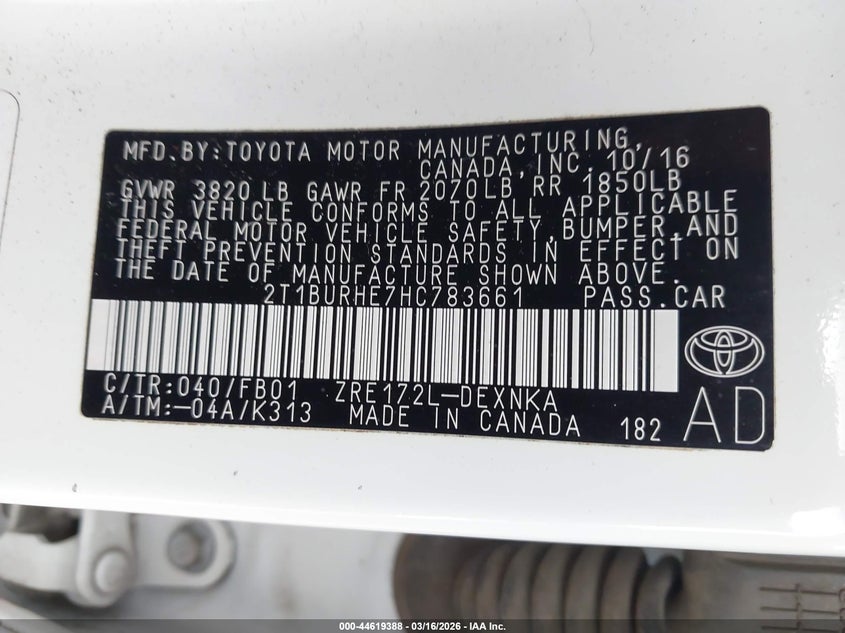 MFD.BY:TOYOTA MOTOR MANUFACTURING,
CANADA,INC. 10/16
GVWR 3820 LB GAWR FR 2070LB RR 1850LB
THIS VEHICLE CONFORMS TO ALL APPLICABLE
FEDERAL MOTOR VEHICLE SAFETY,BUMPER,AND
THEFT PREVENTION STANDARDS IN EFFECT ON
THE DATE OF MANUFACTURE SHOWN ABOVE.
2T1BURHE7HC783661 PASS.CAR
C/TR:040/FB01 ZRE172L-DEXNKA
A/TM:-04A/K313 MADE IN CANADA 182 AD
000-44619388 - 03/16/2026 - IAA Inc.